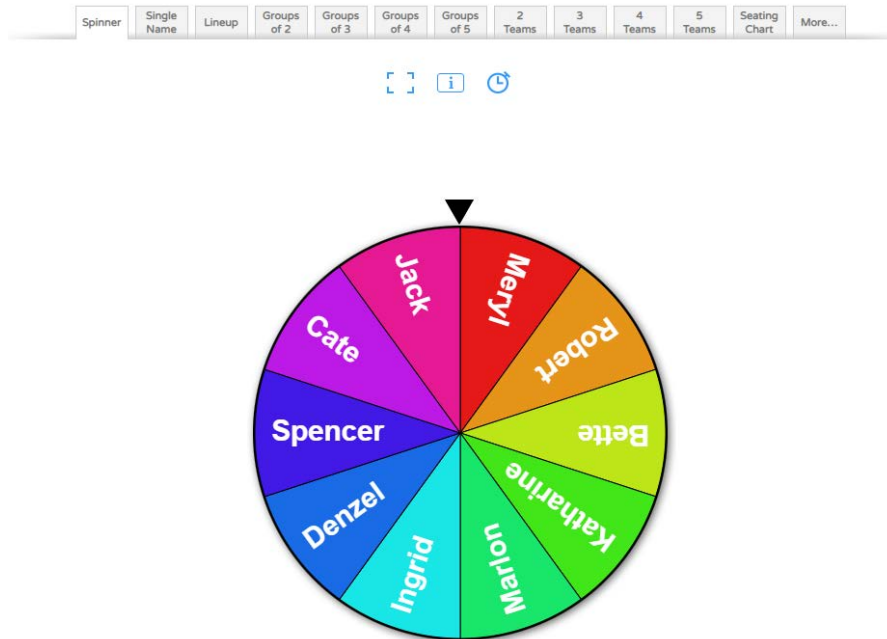 Spinner
Single
Name
Lineup
Groups
of 2
Groups
of 3
Groups
of 4
Groups
of 5
2
Teams
3
Teams
4
Teams
5
Teams
Seating
Chart
More...
i
Meryl
Robert
Bette
Katharine
Marlon
Ingrid
Denzel
Spencer
Cate
Jack